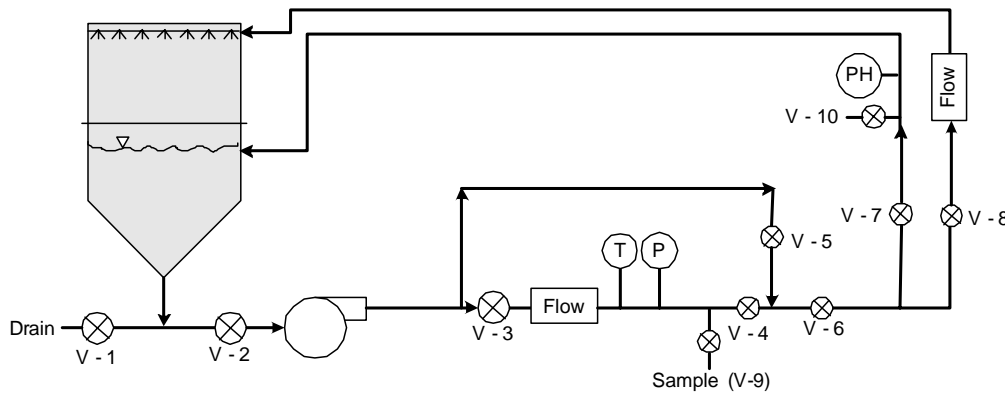 PH
Flow
V - 10
V - 7
V - 8
V - 5
T
P
Drain
V - 1
V - 2
V - 3
Flow
V - 4
V - 6
Sample (V-9)